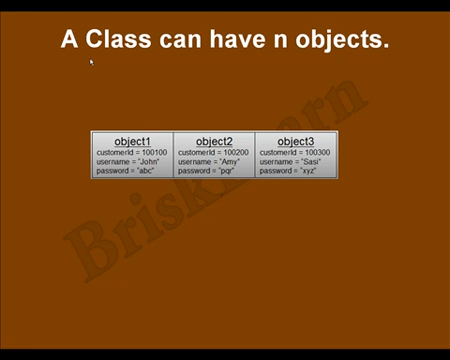 A Class can have n objects.
object1 object2 object3
customerId = 100100 customerId = 100200 customerId = 100300
username = "John" username = "Amy" username = "Sasi"
password = "abc" password = "pqr" password = "xyz"
BriskLearn